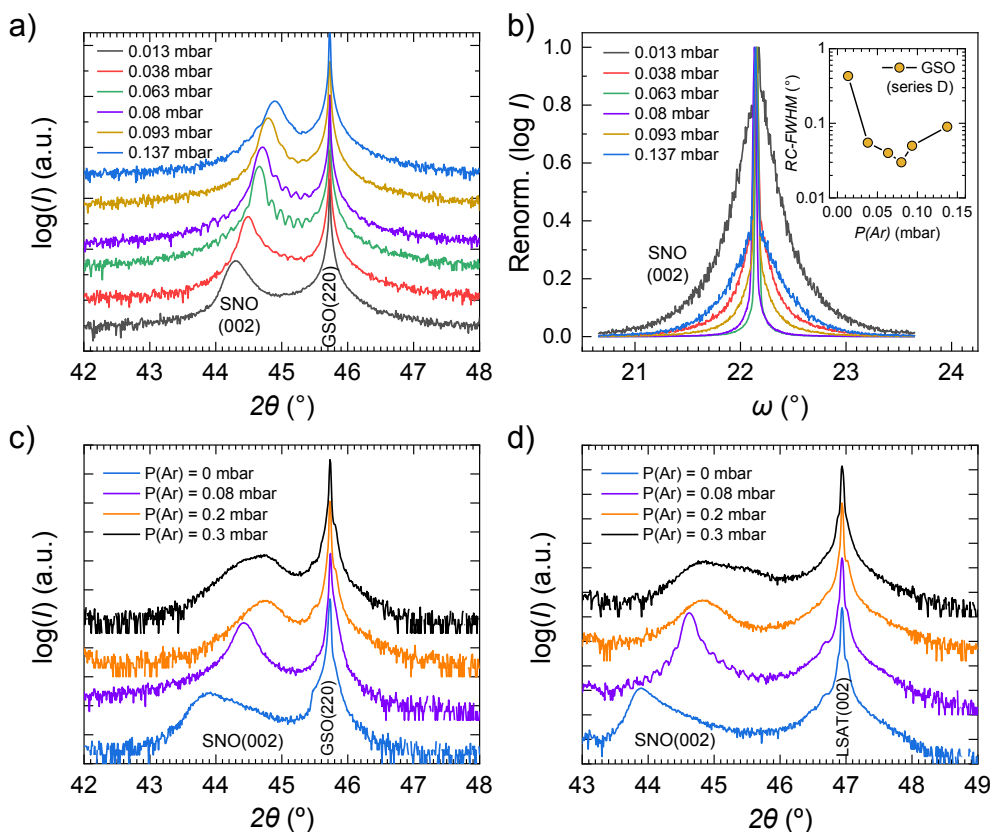 a)
0.013 mbar
0.038 mbar
0.063 mbar
0.08 mbar
0.093 mbar
0.137 mbar
log(I) (a.u.)
SNO
(002)
GSO(220)
42 43 44 45 46 47 48
2θ (°)
b)
0.013 mbar
0.038 mbar
0.063 mbar
0.08 mbar
0.093 mbar
0.137 mbar
Renorm. (log I)
1.0
0.8
0.6
0.4
0.2
0.0
SNO
(002)
21 22 23 24
ω (°)
GSO
(series D)
RC-FWHM (°)
1
0.1
0.01
0.00 0.05 0.10 0.15
P(Ar) (mbar)
c)
P(Ar) = 0 mbar
P(Ar) = 0.08 mbar
P(Ar) = 0.2 mbar
P(Ar) = 0.3 mbar
log(I) (a.u.)
SNO(002)
GSO(220)
42 43 44 45 46 47 48
2θ (º)
d)
P(Ar) = 0 mbar
P(Ar) = 0.08 mbar
P(Ar) = 0.2 mbar
P(Ar) = 0.3 mbar
log(I) (a.u.)
SNO(002)
LSAT(002)
43 44 45 46 47 48 49
2θ (º)